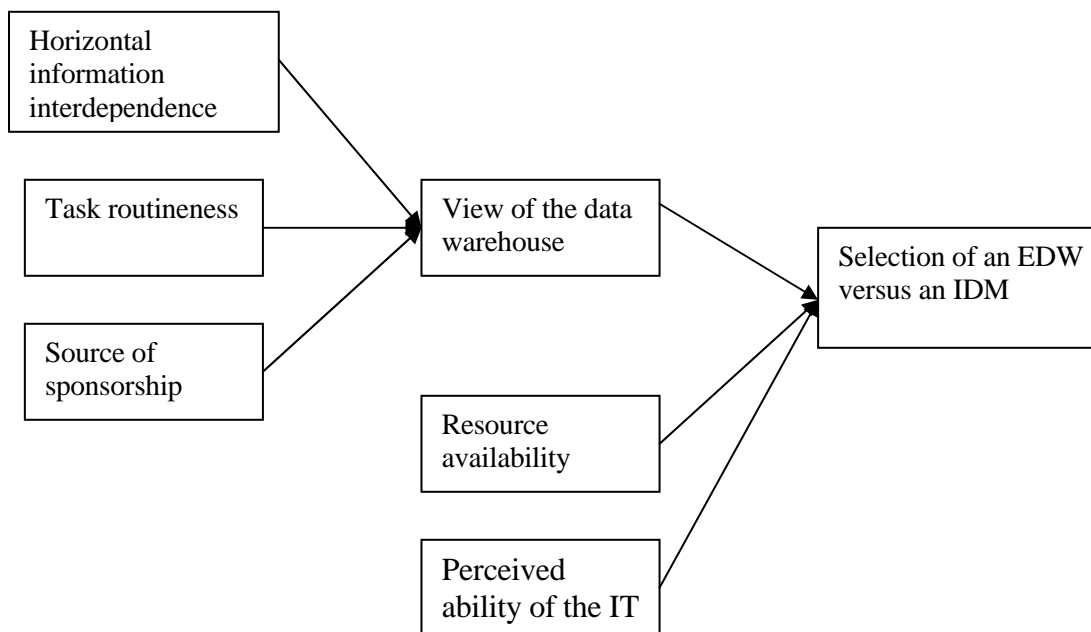 Horizontal
information
interdependence
Task routineness
View of the data
warehouse
Selection of an EDW
versus an IDM
Source of
sponsorship
Resource
availability
Perceived
ability of the IT